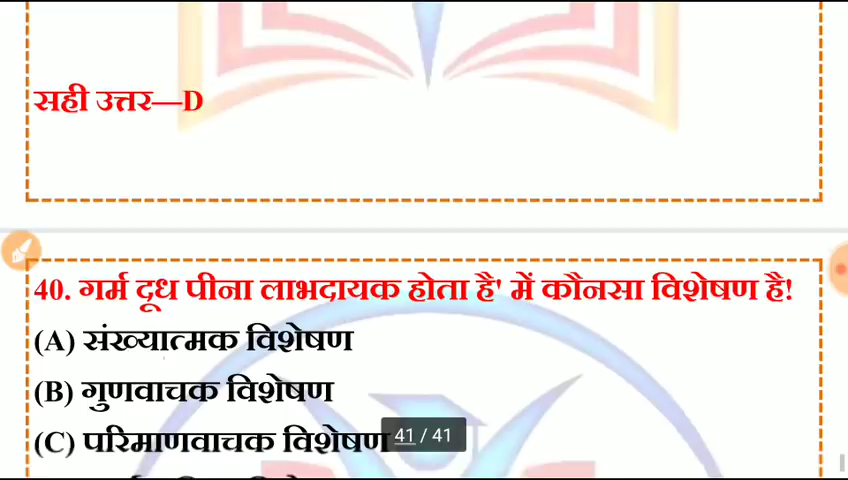 सही उत्तर—D
40. गर्म दूध पीना लाभदायक होता है' में कौनसा विशेषण है!
(A) संख्यात्मक विशेषण
(B) गुणवाचक विशेषण
(C) परिमाणवाचक विशेषण
41 / 41